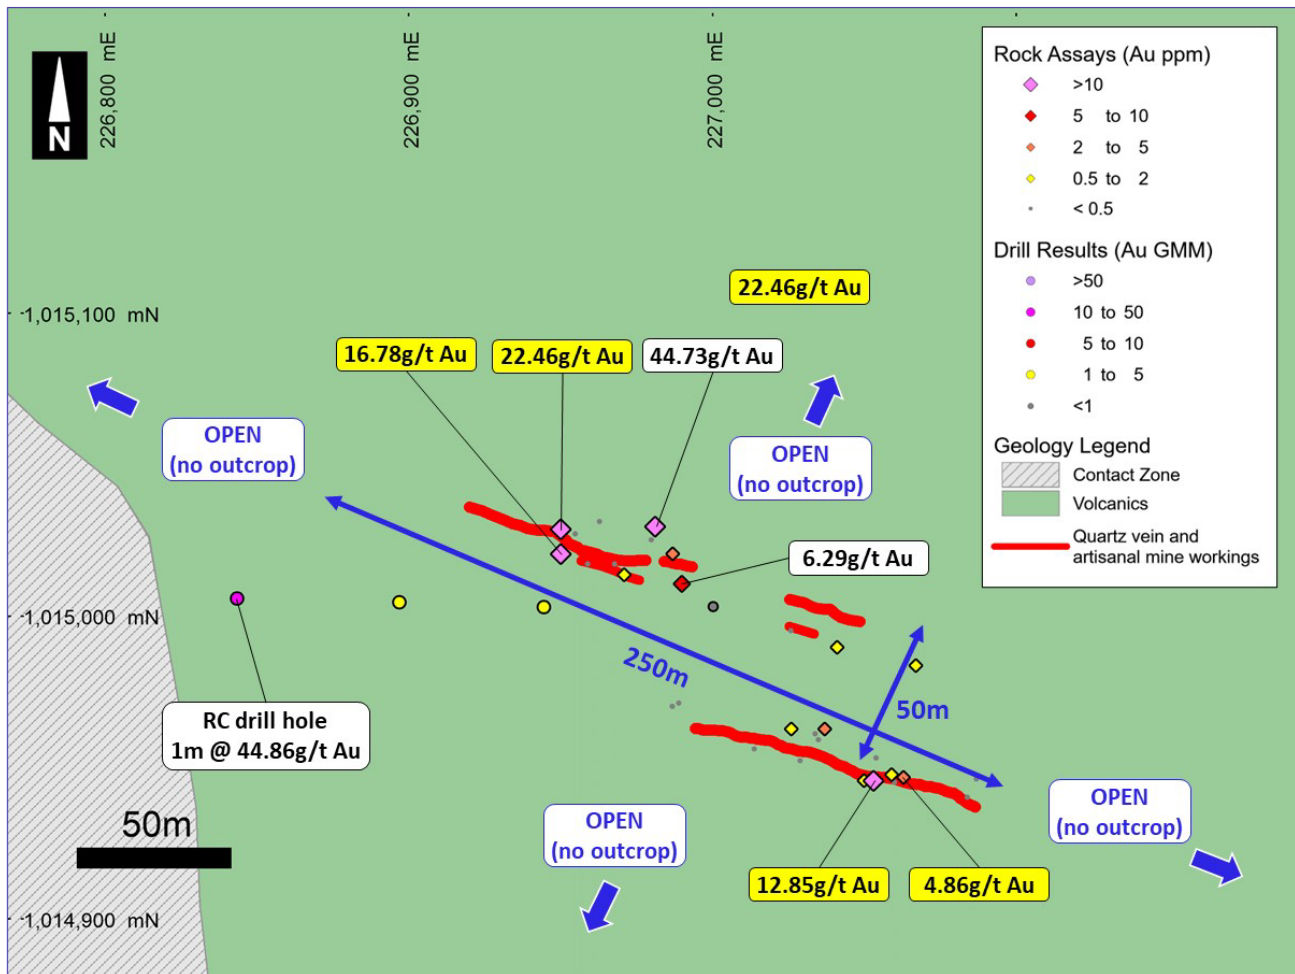 226,800 mE
226,900 mE
227,000 mE
N
Rock Assays (Au ppm)
>10
5 to 10
2 to 5
0.5 to 2
< 0.5
Drill Results (Au GMM)
>50
10 to 50
5 to 10
1 to 5
<1
Geology Legend
Contact Zone
Volcanics
Quartz vein and
artisanal mine workings
22.46g/t Au
1,015,100 mN
16.78g/t Au
22.46g/t Au
44.73g/t Au
OPEN
(no outcrop)
OPEN
(no outcrop)
6.29g/t Au
1,015,000 mN
250m
50m
RC drill hole
1m @ 44.86g/t Au
50m
OPEN
(no outcrop)
OPEN
(no outcrop)
12.85g/t Au
4.86g/t Au
1,014,900 mN